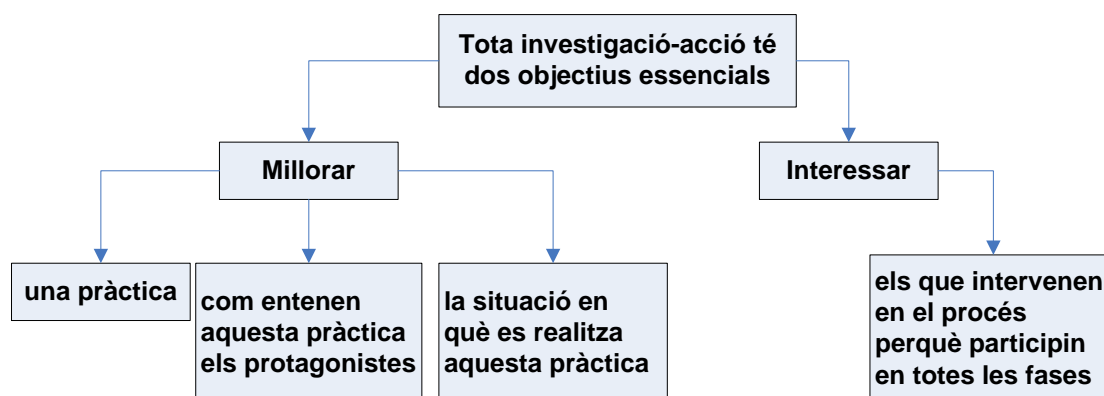 Tota investigació-acció té
dos objectius essencials
Millorar
Interessar
una pràctica
com entenen
aquesta pràctica
els protagonistes
la situació en
què es realitza
aquesta pràctica
els que intervenen
en el procés
perquè participin
en totes les fases